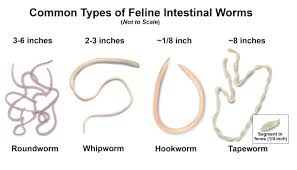 Common Types of Feline Intestinal Worms
(Not to Scale)
3-6 inches
2-3 inches
~1/8 inch
~8 inches
Segment in
feces (1/4 inch)
Roundworm
Whipworm
Hookworm
Tapeworm